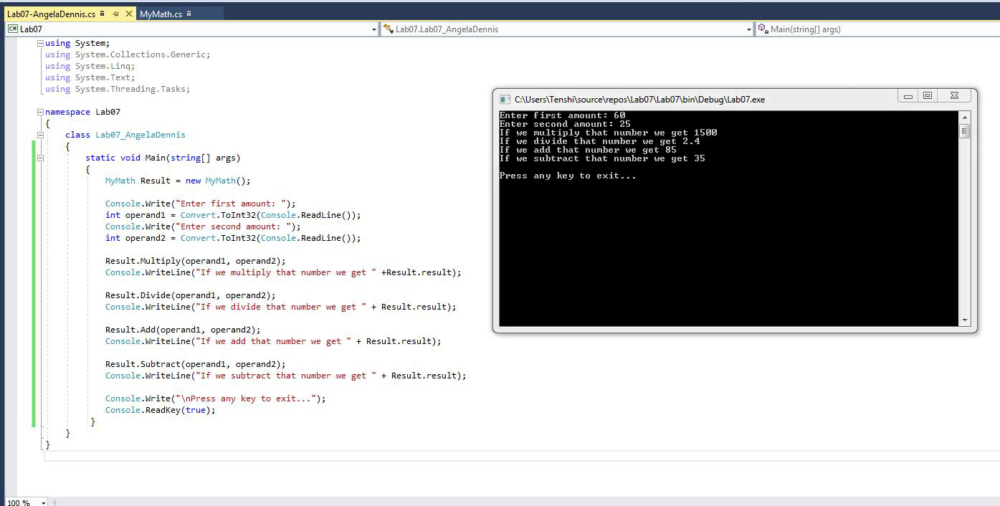 Lab07-AngelaDennis.cs MyMath.cs
C# Lab07 Lab07.Lab07_AngelaDennis Main(string[] args)
using System;
using System.Collections.Generic;
using System.Linq;
using System.Text;
using System.Threading.Tasks;
namespace Lab07
{
class Lab07_AngelaDennis
{
static void Main(string[] args)
{
MyMath Result = new MyMath();
Console.Write("Enter first amount: ");
int operand1 = Convert.ToInt32(Console.ReadLine());
Console.Write("Enter second amount: ");
int operand2 = Convert.ToInt32(Console.ReadLine());
Result.Multiply(operand1, operand2);
Console.WriteLine("If we multiply that number we get " +Result.result);
Result.Divide(operand1, operand2);
Console.WriteLine("If we divide that number we get " + Result.result);
Result.Add(operand1, operand2);
Console.WriteLine("If we add that number we get " + Result.result);
Result.Subtract(operand1, operand2);
Console.WriteLine("If we subtract that number we get " + Result.result);
Console.Write("\nPress any key to exit...");
Console.ReadKey(true);
}
}
}
100 %
C:\Users\Tenshi\source\repos\Lab07\Lab07\bin\Debug\Lab07.exe
Enter first amount: 60
Enter second amount: 25
If we multiply that number we get 1500
If we divide that number we get 2.4
If we add that number we get 85
If we subtract that number we get 35
Press any key to exit...